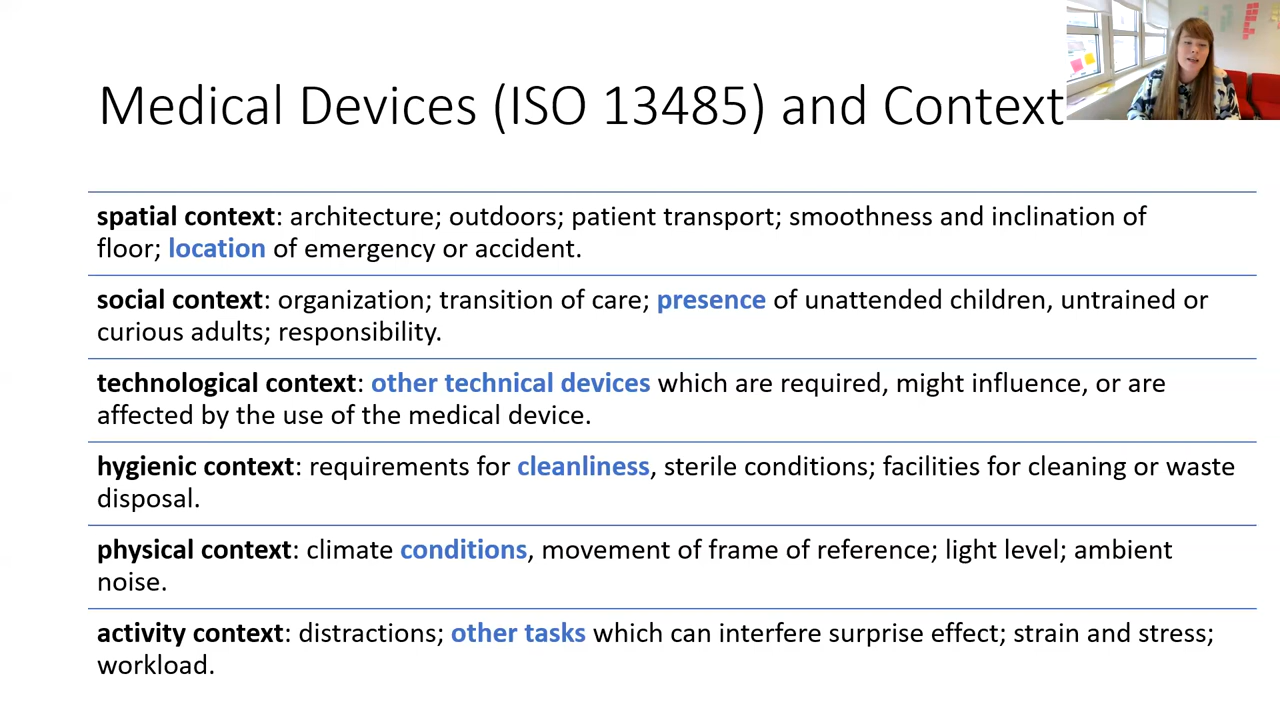 Medical Devices (ISO 13485) and Context
spatial context: architecture; outdoors; patient transport; smoothness and inclination of
floor; location of emergency or accident.
social context: organization; transition of care; presence of unattended children, untrained or
curious adults; responsibility.
technological context: other technical devices which are required, might influence, or are
affected by the use of the medical device.
hygienic context: requirements for cleanliness, sterile conditions; facilities for cleaning or waste
disposal.
physical context: climate conditions, movement of frame of reference; light level; ambient
noise.
activity context: distractions; other tasks which can interfere surprise effect; strain and stress;
workload.